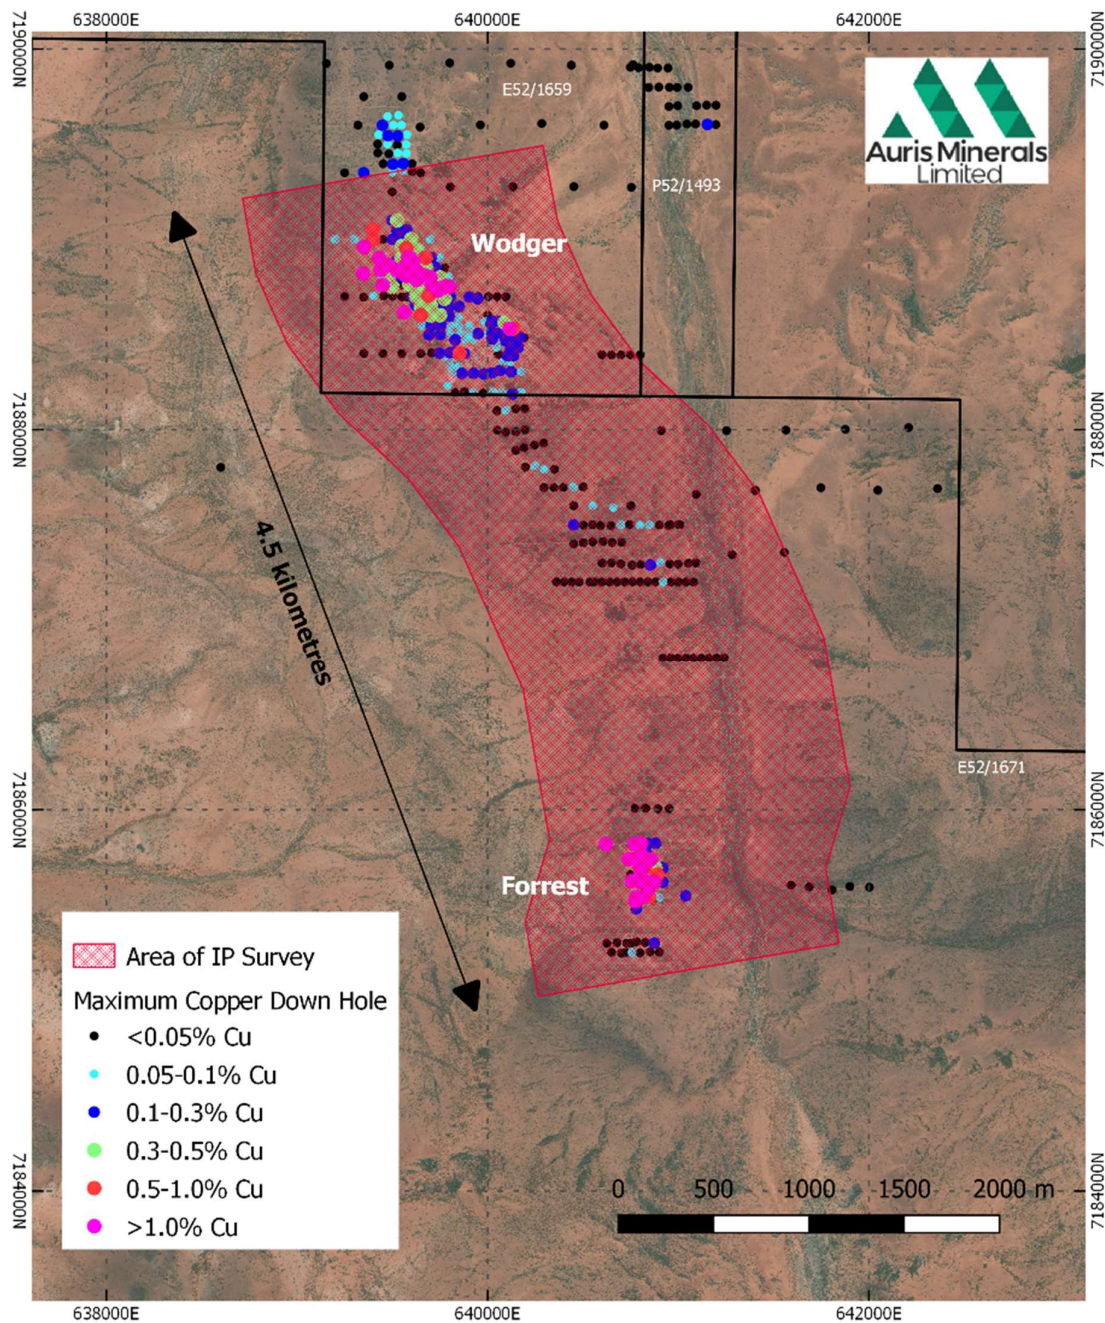 638000E
640000E
642000E
7190000N
7190000N
E52/1659
Auris Minerals
Limited
P52/1493
Wodger
7188000N
7188000N
4.5 kilometres
E52/1671
7186000N
7186000N
Forrest
Area of IP Survey
Maximum Copper Down Hole
<0.05% Cu
0.05-0.1% Cu
0.1-0.3% Cu
0.3-0.5% Cu
0.5-1.0% Cu
>1.0% Cu
7184000N
7184000N
0 500 1000 1500 2000 m
638000E
640000E
642000E